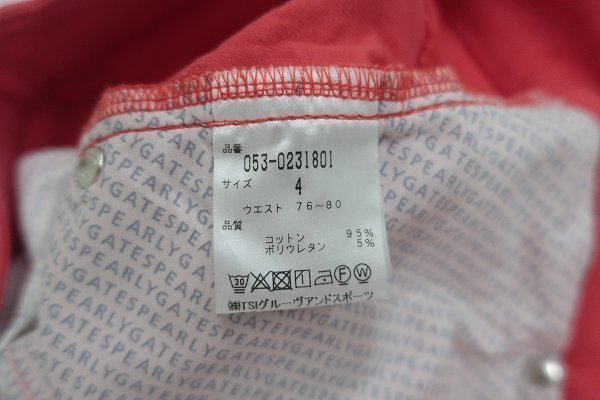 品番
053-0231801
サイズ 4
ウエスト 76~80
品質
コットン 95%
ポリウレタン 5%
30 F W
㈱TSIグルーヴアンドスポーツ
PEARLYGATES